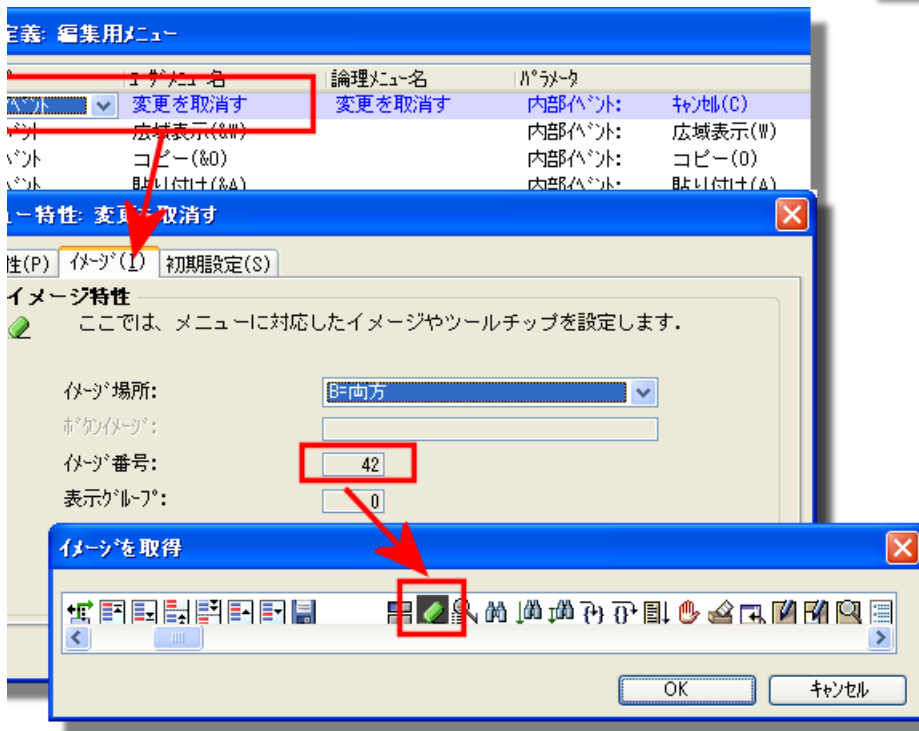 定義: 編集用ﾒﾆｭｰ
ﾕｰｻﾞﾒﾆｭｰ名 論理ﾒﾆｭｰ名 ﾊﾟﾗﾒｰﾀ
ﾍﾞﾝﾄ 変更を取消す 変更を取消す 内部ｲﾍﾞﾝﾄ: ｷｬﾝｾﾙ(C)
ﾍﾞﾝﾄ 広域表示(&W) 内部ｲﾍﾞﾝﾄ: 広域表示(W)
ﾍﾞﾝﾄ コピー(&O) 内部ｲﾍﾞﾝﾄ: コピー(O)
ﾍﾞﾝﾄ 貼り付け(&A) 内部ｲﾍﾞﾝﾄ: 貼り付け(A)
ュー特性: 変更を取消す
性(P) ｲﾒｰｼﾞ(I) 初期設定(S)
イメージ特性
ここでは、メニューに対応したイメージやツールチップを設定します.
ｲﾒｰｼﾞ場所: B=両方
ﾎﾞﾀﾝｲﾒｰｼﾞ:
ｲﾒｰｼﾞ番号: 42
表示ｸﾞﾙｰﾌﾟ: 0
ｲﾒｰｼﾞを取得
OK ｷｬﾝｾﾙ